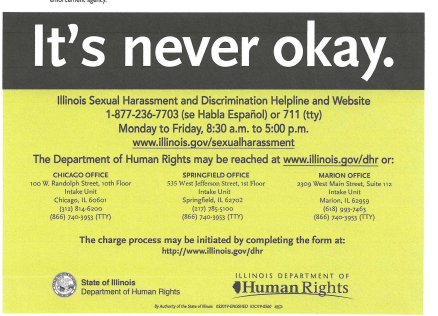 enforcement agency.
It's never okay.
Illinois Sexual Harassment and Discrimination Helpline and Website
1-877-236-7703 (se Habla Español) or 711 (tty)
Monday to Friday, 8:30 a.m. to 5:00 p.m.
www.illinois.gov/sexualharassment
The Department of Human Rights may be reached at www.illinois.gov/dhr or:
CHICAGO OFFICE
100 W. Randolph Street, 10th Floor
Intake Unit
Chicago, IL 60601
(312) 814-6200
(866) 740-3953 (TTY)
SPRINGFIELD OFFICE
535 West Jefferson Street, 1st Floor
Intake Unit
Springfield, IL 62702
(217) 785-5100
(866) 740-3953 (TTY)
MARION OFFICE
2309 West Main Street, Suite 112
Intake Unit
Marion, IL 62959
(618) 993-7463
(866) 740-3953 (TTY)
The charge process may be initiated by completing the form at:
http://www.illinois.gov/dhr
State of Illinois
Department of Human Rights
ILLINOIS DEPARTMENT OF
Human Rights
By Authority of the State of Illinois